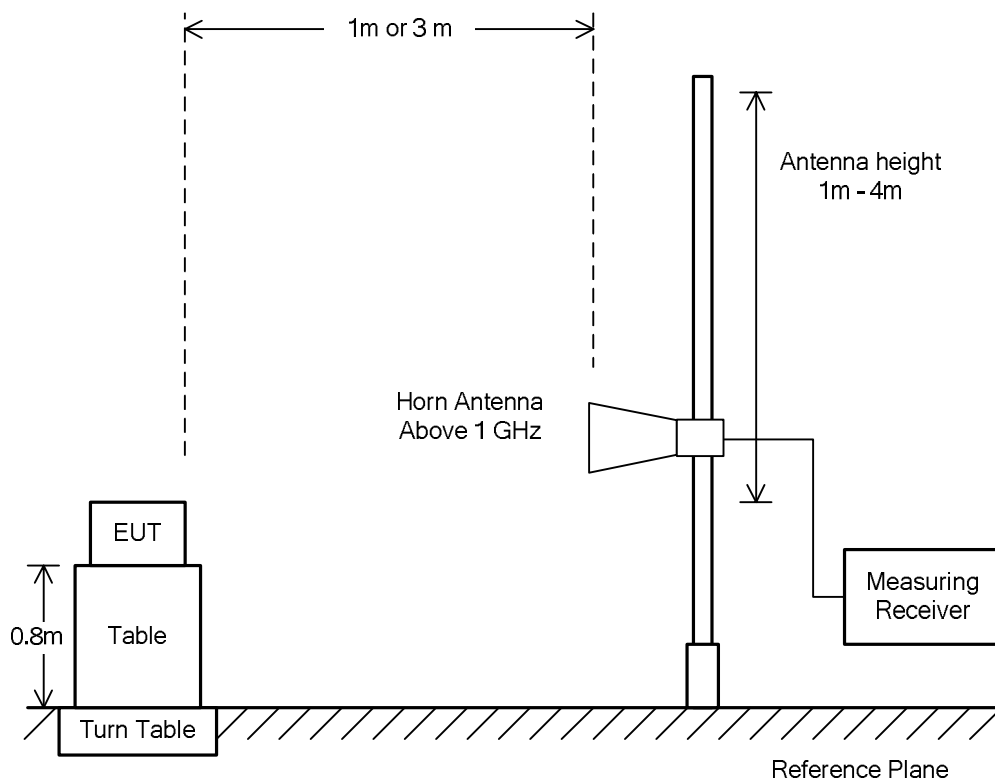 1m or 3 m
Antenna height
1m - 4m
Horn Antenna
Above 1 GHz
EUT
Measuring
Receiver
0.8m
Table
Turn Table
Reference Plane